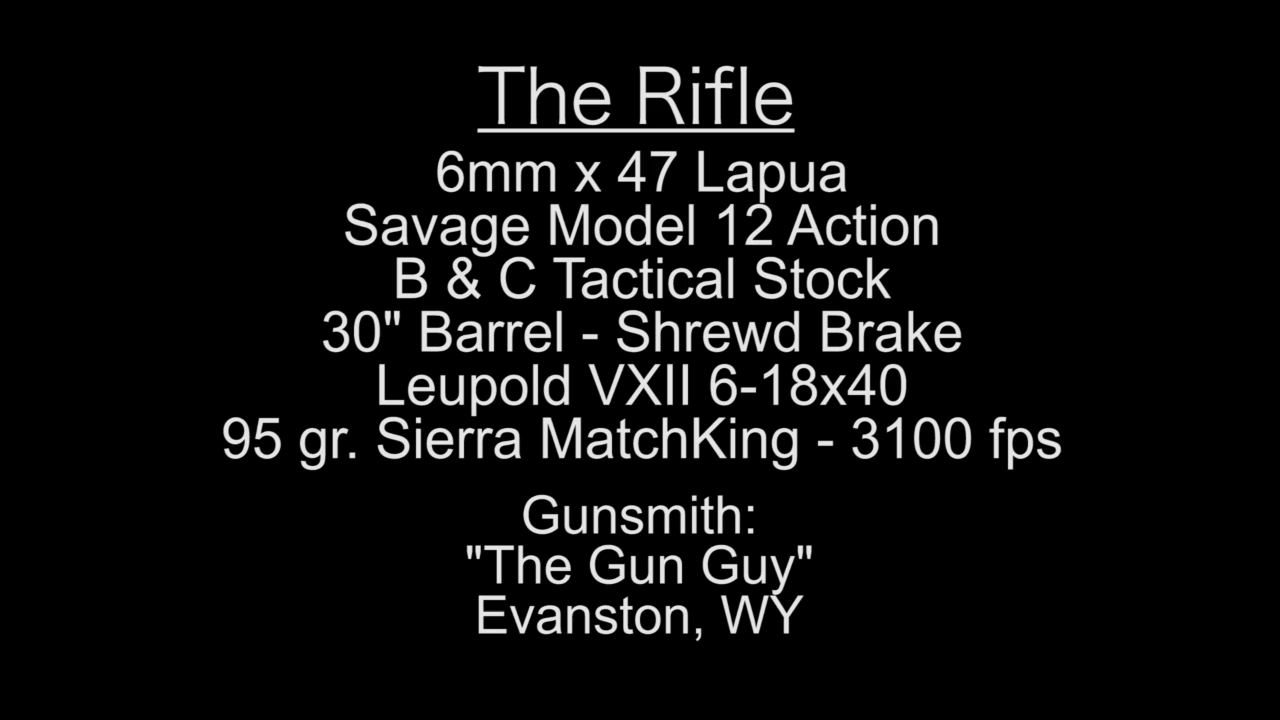 The Rifle
6mm x 47 Lapua
Savage Model 12 Action
B & C Tactical Stock
30" Barrel - Shrewd Brake
Leupold VXII 6-18x40
95 gr. Sierra MatchKing - 3100 fps
Gunsmith:
"The Gun Guy"
Evanston, WY